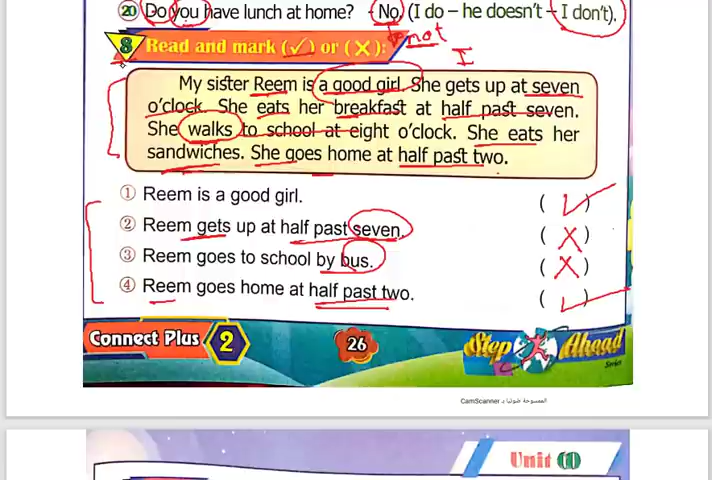 20 Do you have lunch at home? - No, (I do – he doesn't – I don't).
not
8 Read and mark (✓) or (X):
I
My sister Reem is a good girl. She gets up at seven
o'clock. She eats her breakfast at half past seven.
She walks to school at eight o'clock. She eats her
sandwiches. She goes home at half past two.
① Reem is a good girl. (✓)
② Reem gets up at half past seven. (X)
③ Reem goes to school by bus. (X)
④ Reem goes home at half past two. (✓)
Connect Plus 2 26 Step Ahead
Series
الممسوحة ضوئيا بـ CamScanner
Unit (1)